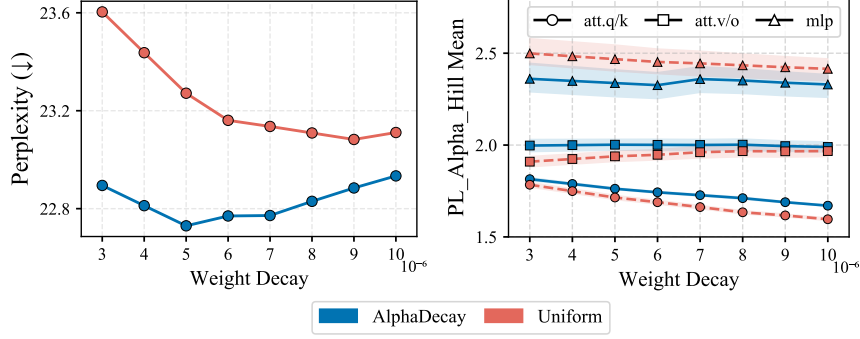 Perplexity (↓)
23.6
23.2
22.8
3 4 5 6 7 8 9 10
10⁻⁶
Weight Decay
att.q/k att.v/o mlp
PL_Alpha_Hill Mean
2.5
2.0
1.5
3 4 5 6 7 8 9 10
10⁻⁶
Weight Decay
AlphaDecay Uniform